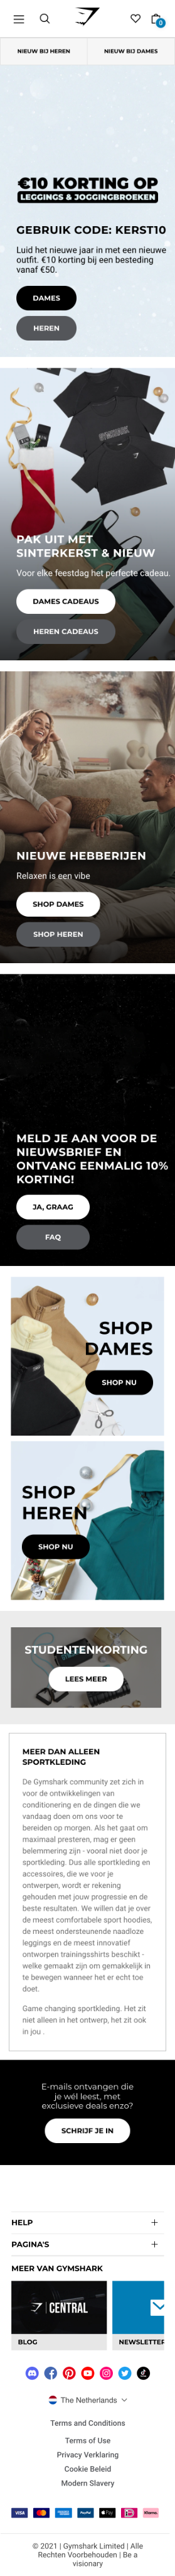 0
NIEUW BIJ HEREN
NIEUW BIJ DAMES
€10 KORTING OP
LEGGINGS & JOGGINGBROEKEN
GEBRUIK CODE: KERST10
Luid het nieuwe jaar in met een nieuwe
outfit. €10 korting bij een besteding
vanaf €50.
DAMES
HEREN
GYMSHARK
PAK UIT MET
SINTERKERST & NIEUW
Voor elke feestdag het perfecte cadeau.
DAMES CADEAUS
HEREN CADEAUS
NIEUWE HEBBERIJEN
Relaxen is een vibe
SHOP DAMES
SHOP HEREN
MELD JE AAN VOOR DE
NIEUWSBRIEF EN
ONTVANG EENMALIG 10%
KORTING!
JA, GRAAG
FAQ
SHOP
DAMES
SHOP NU
SHOP
HEREN
SHOP NU
STUDENTENKORTING
LEES MEER
MEER DAN ALLEEN
SPORTKLEDING
De Gymshark community zet zich in
voor de ontwikkelingen van
conditionering en de dingen die we
vandaag doen om ons voor te
bereiden op morgen. Als het gaat om
maximaal presteren, mag er geen
belemmering zijn - vooral niet door je
sportkleding. Dus alle sportkleding en
accessoires, die we voor je
ontwerpen, wordt er rekening
gehouden met jouw progressie en de
beste resultaten. We willen dat je over
de meest comfortabele sport hoodies,
de meest ondersteunende naadloze
leggings en de meest innovatief
ontworpen trainingsshirts beschikt -
welke gemaakt zijn om gemakkelijk in
te bewegen wanneer het er echt toe
doet.
Game changing sportkleding. Het zit
niet alleen in het ontwerp, het zit ook
in jou .
E-mails ontvangen die
je wél leest, met
exclusieve deals enzo?
SCHRIJF JE IN
HELP
PAGINA'S
MEER VAN GYMSHARK
CENTRAL
BLOG
NEWSLETTER
The Netherlands
Terms and Conditions
Terms of Use
Privacy Verklaring
Cookie Beleid
Modern Slavery
VISA
PayPal
Pay
Klarna
© 2021 | Gymshark Limited | Alle
Rechten Voorbehouden | Be a
visionary